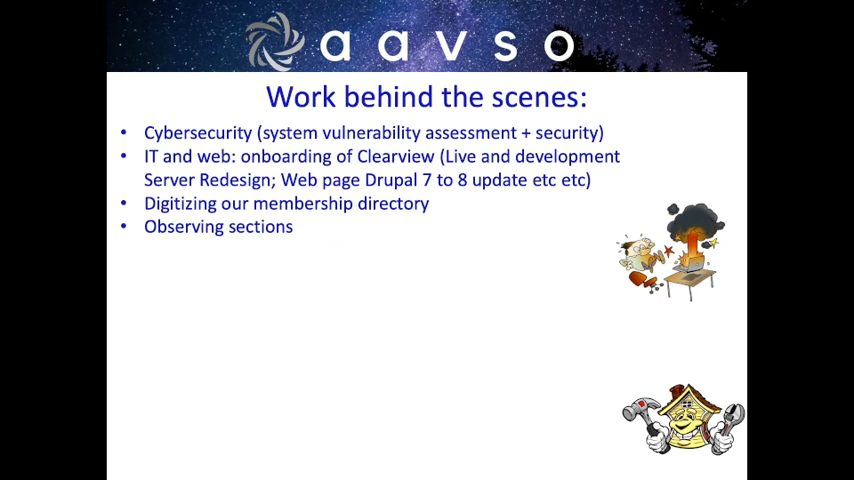 aavso
Work behind the scenes:
• Cybersecurity (system vulnerability assessment + security)
• IT and web: onboarding of Clearview (Live and development
Server Redesign; Web page Drupal 7 to 8 update etc etc)
• Digitizing our membership directory
• Observing sections